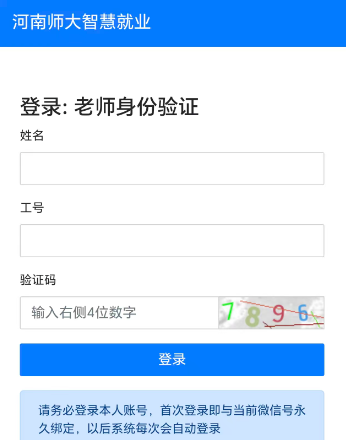 河南师大智慧就业
登录: 老师身份验证
姓名
工号
验证码
输入右侧4位数字
7896
登录
请务必登录本人账号，首次登录即与当前微信号永
久绑定，以后系统每次会自动登录